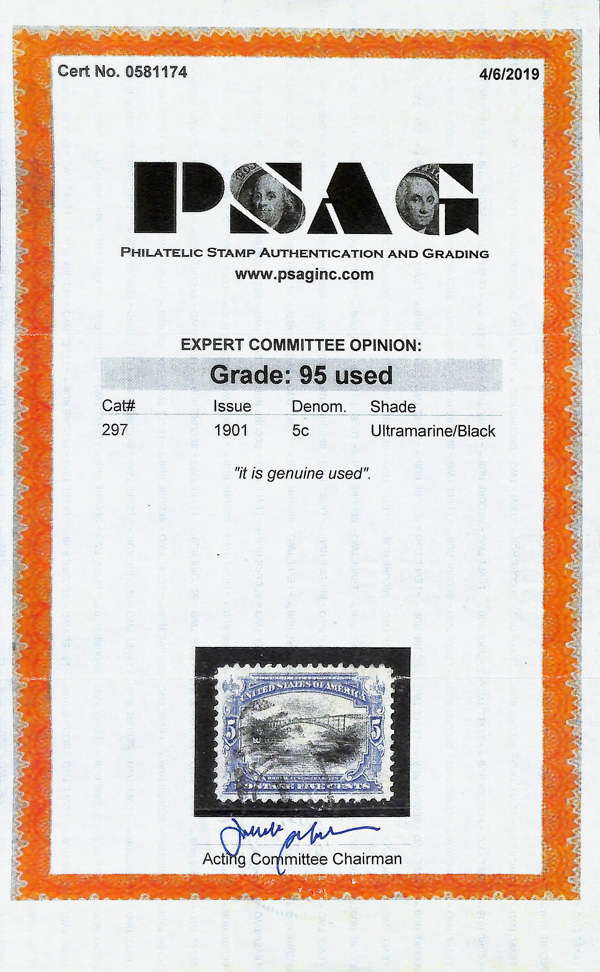 Cert No. 0581174 4/6/2019
PSAG
PHILATELIC STAMP AUTHENTICATION AND GRADING
www.psaginc.com
EXPERT COMMITTEE OPINION:
Grade: 95 used
Cat# Issue Denom. Shade
297 1901 5c Ultramarine/Black
"it is genuine used".
UNITED STATES OF AMERICA
5 5
POSTAGE FIVE CENTS
Acting Committee Chairman